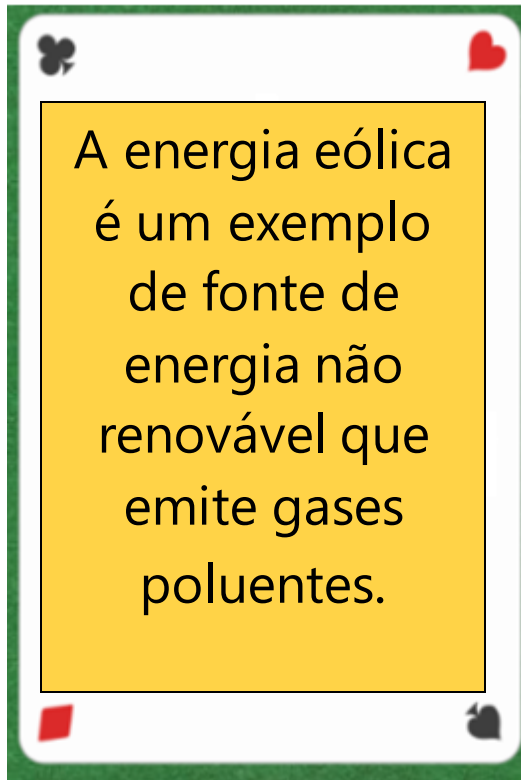 A energia eólica
é um exemplo
de fonte de
energia não
renovável que
emite gases
poluentes.